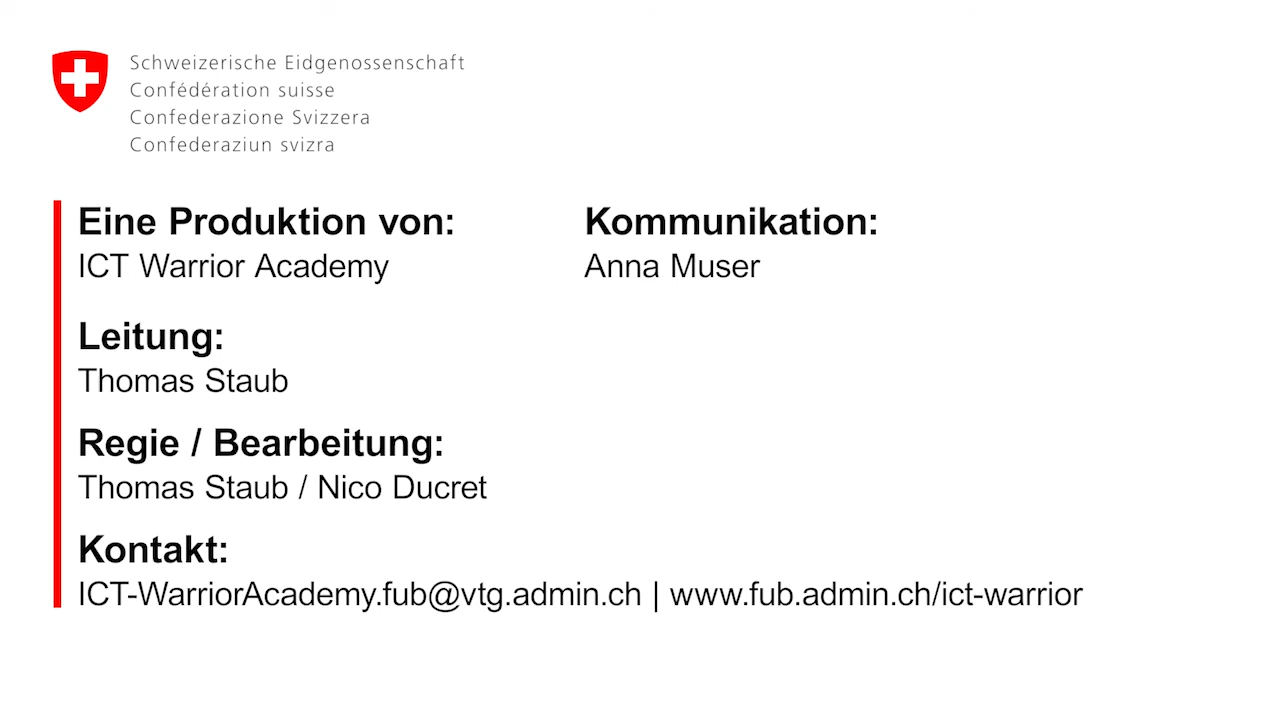 Schweizerische Eidgenossenschaft
Confédération suisse
Confederazione Svizzera
Confederaziun svizra
Eine Produktion von:
ICT Warrior Academy
Kommunikation:
Anna Muser
Leitung:
Thomas Staub
Regie / Bearbeitung:
Thomas Staub / Nico Ducret
Kontakt:
ICT-WarriorAcademy.fub@vtg.admin.ch | www.fub.admin.ch/ict-warrior